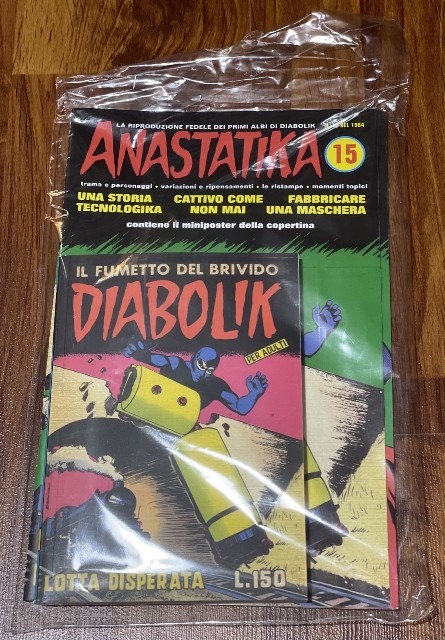 LA RIPRODUZIONE FEDELE DEI PRIMI ALBI DI DIABOLIK
DEL 1964
ANASTATIKA 15
trama e personaggi • variazioni e ripensamenti • le ristampe • momenti topici
UNA STORIA TECNOLOGIKA
CATTIVO COME NON MAI
FABBRICARE UNA MASCHERA
contiene il miniposter della copertina
IL FUMETTO DEL BRIVIDO
DIABOLIK
PER ADULTI
LOTTA DISPERATA L.150